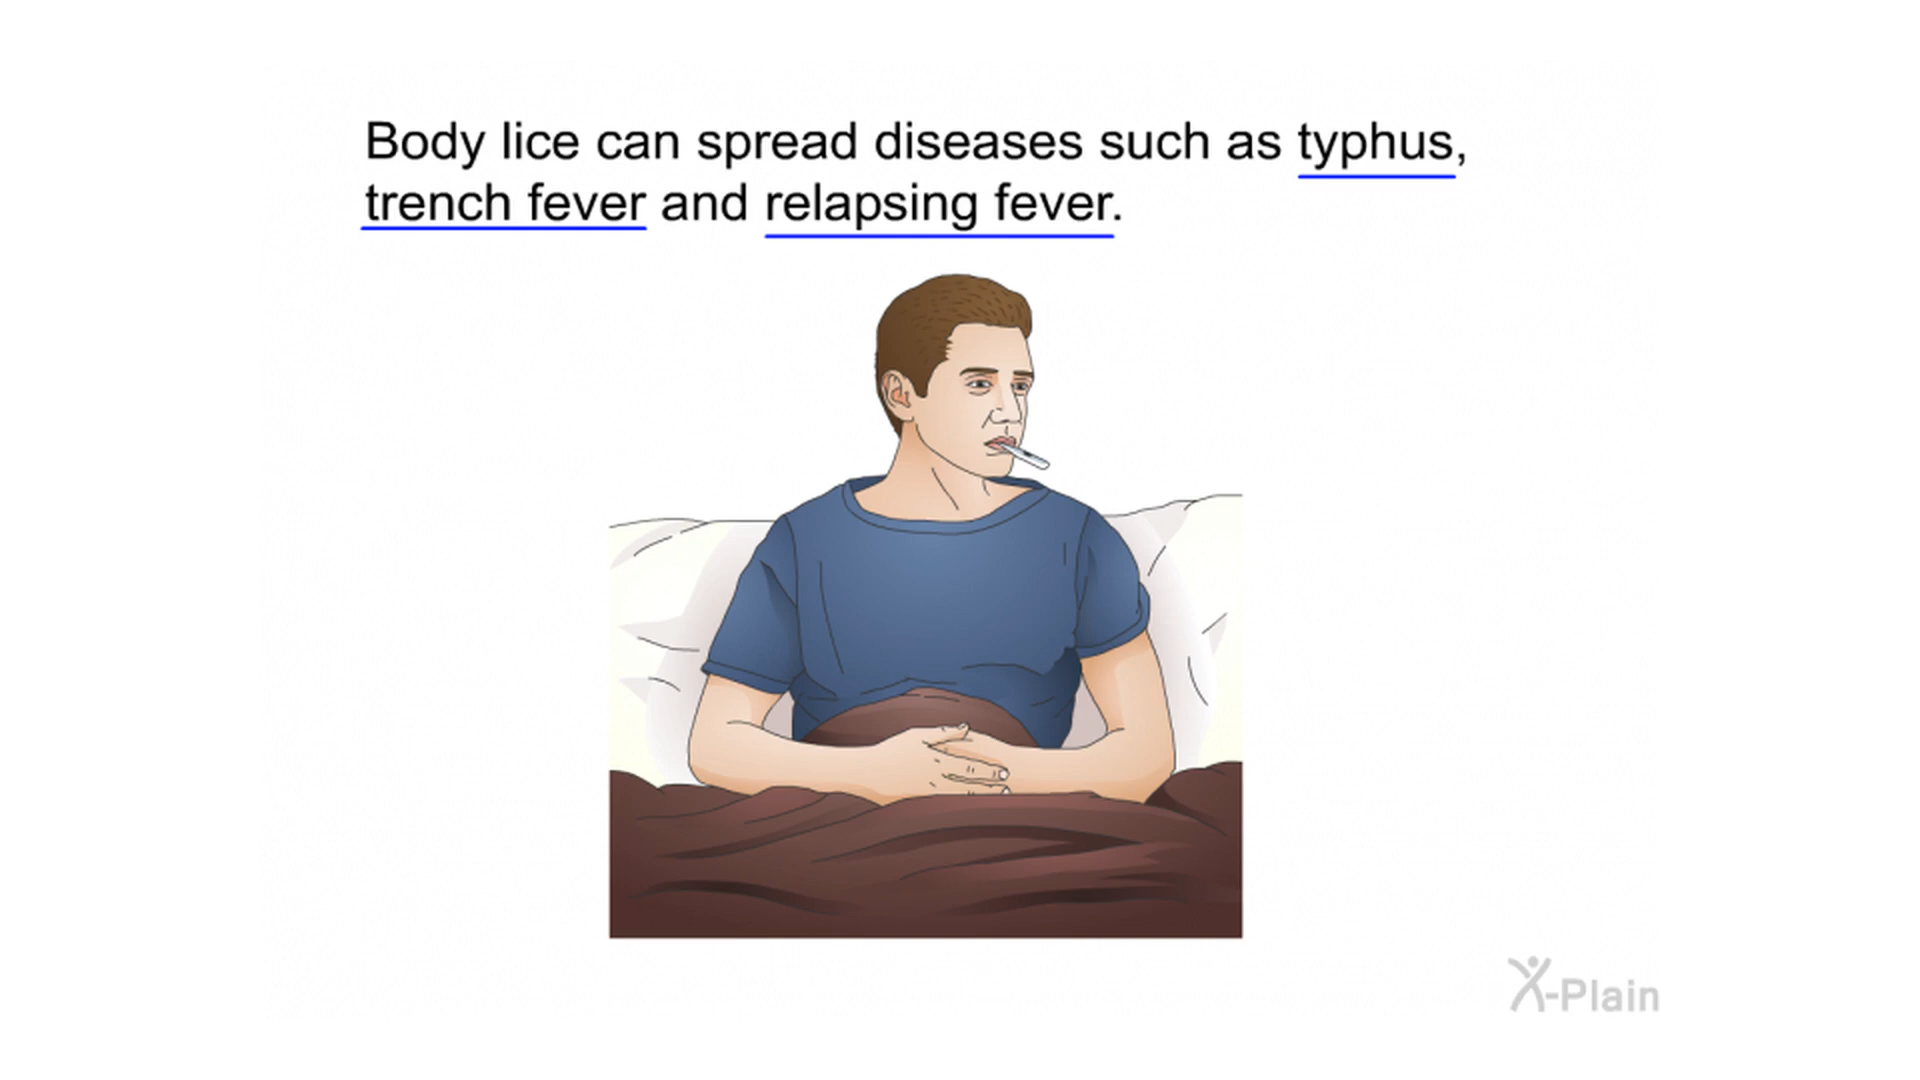 Body lice can spread diseases such as typhus,
trench fever and relapsing fever.
X-Plain